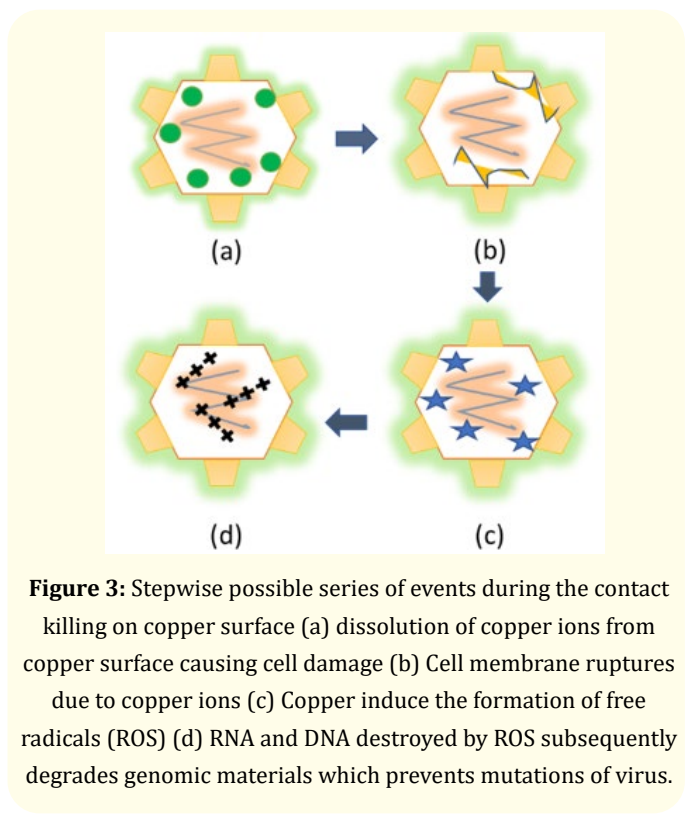 (a)
(b)
(d)
(c)
Figure 3: Stepwise possible series of events during the contact
killing on copper surface (a) dissolution of copper ions from
copper surface causing cell damage (b) Cell membrane ruptures
due to copper ions (c) Copper induce the formation of free
radicals (ROS) (d) RNA and DNA destroyed by ROS subsequently
degrades genomic materials which prevents mutations of virus.